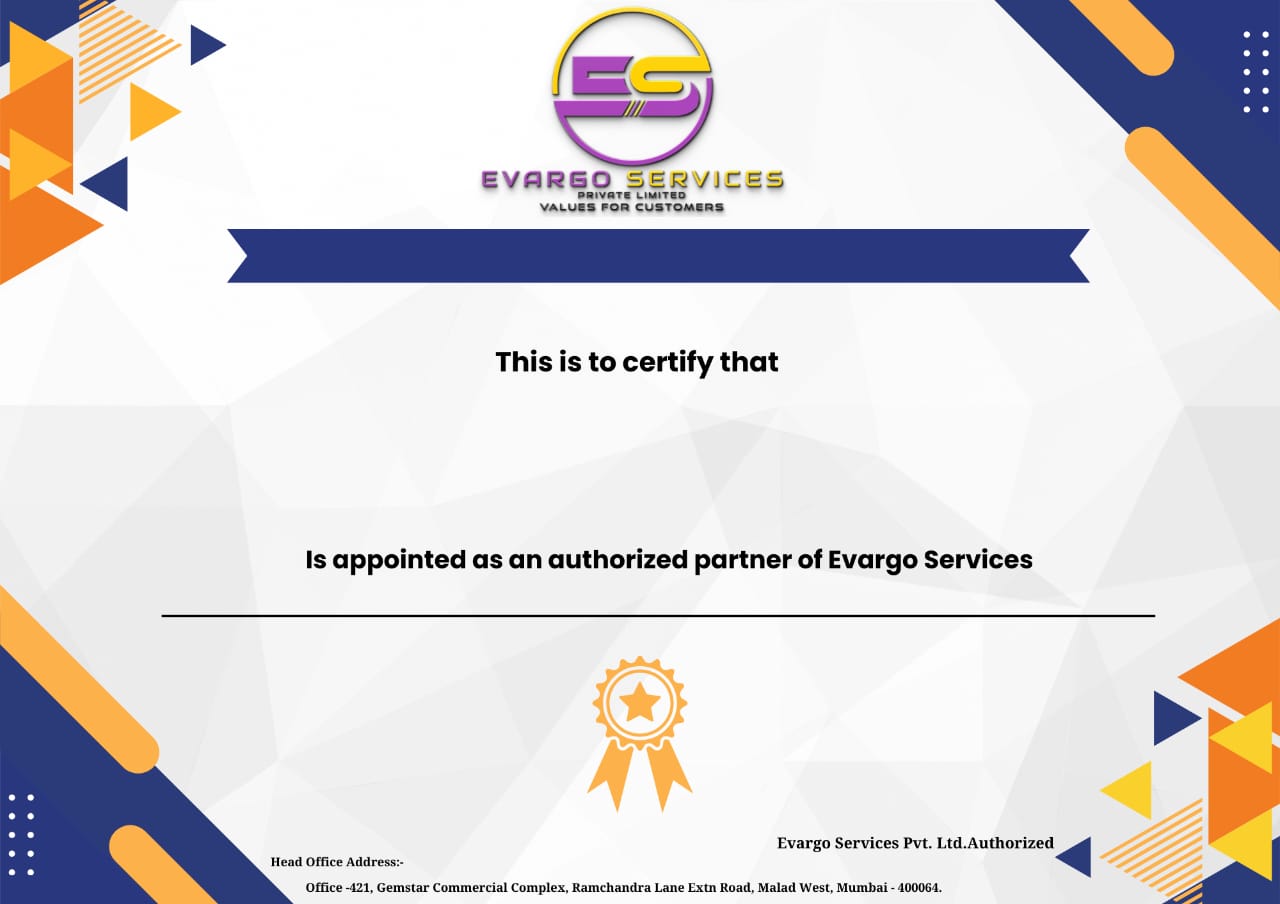 ES
EVARGO SERVICES
PRIVATE LIMITED
VALUES FOR CUSTOMERS
This is to certify that
Is appointed as an authorized partner of Evargo Services
Evargo Services Pvt. Ltd.Authorized
Head Office Address:-
Office -421, Gemstar Commercial Complex, Ramchandra Lane Extn Road, Malad West, Mumbai - 400064.